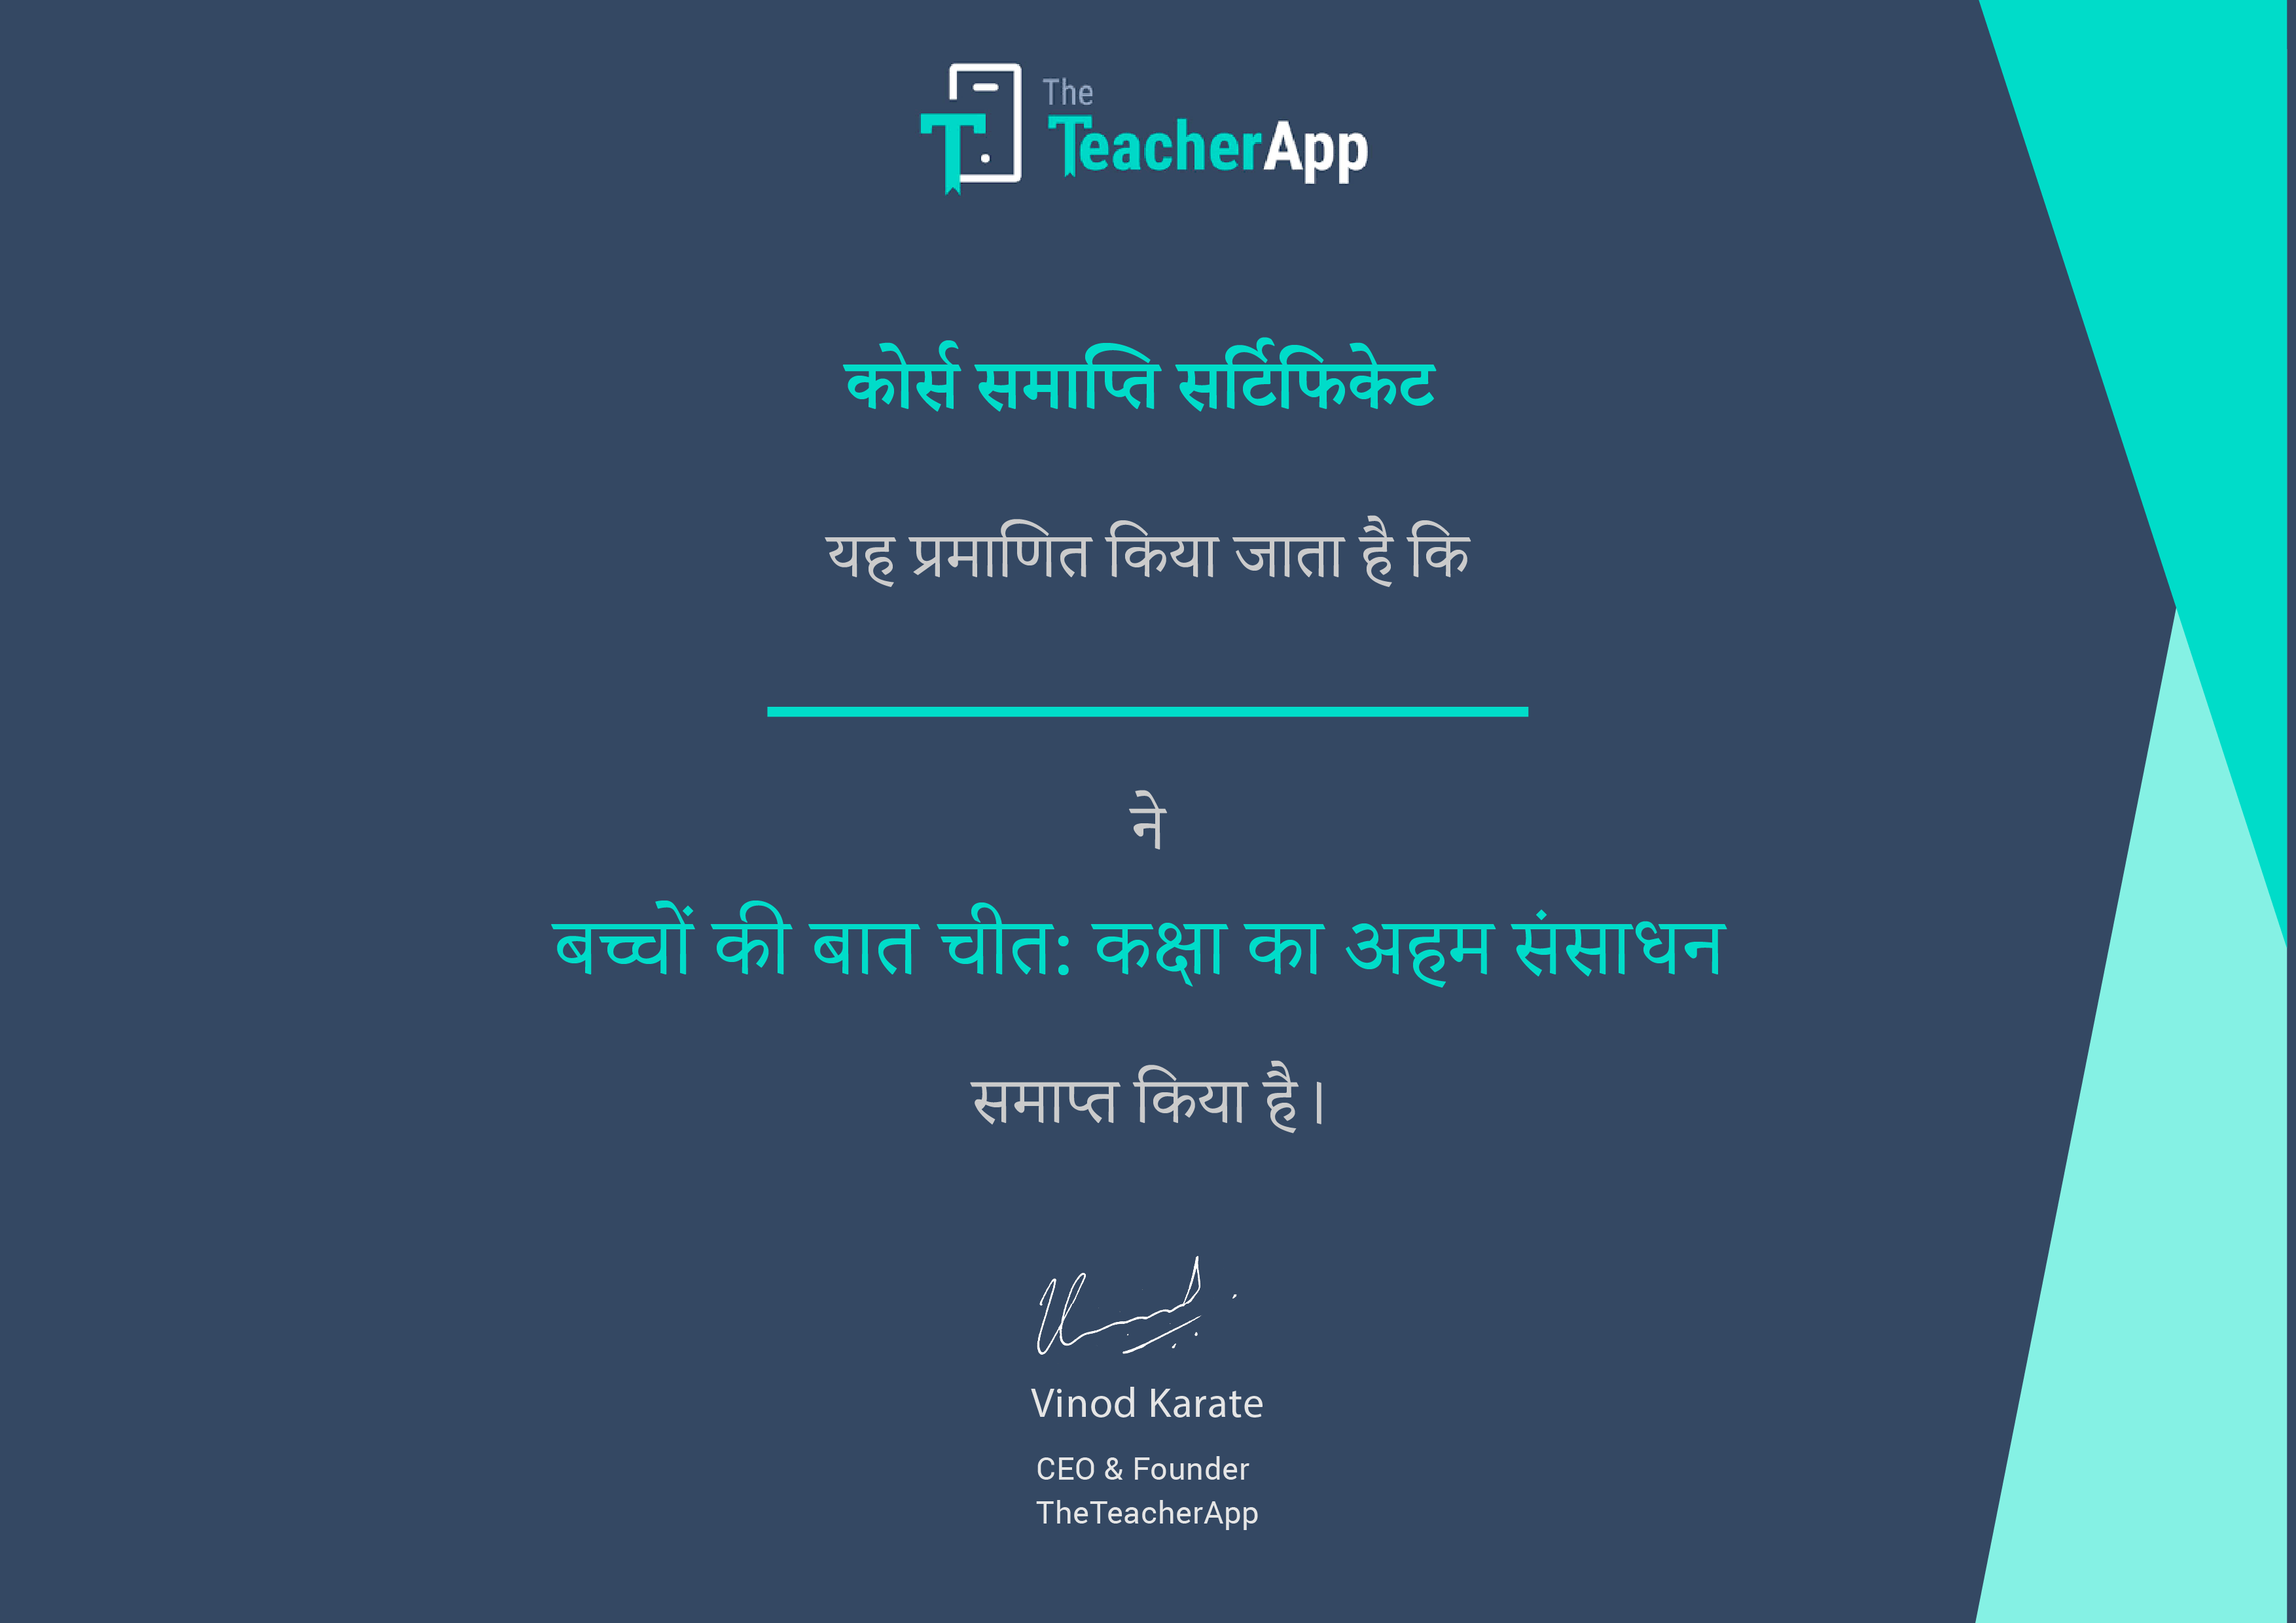 The
TeacherApp
कोर्स समाप्ति सर्टिफिकेट
यह प्रमाणित किया जाता है कि
ने
बच्चों की बात चीत: कक्षा का अहम संसाधन
समाप्त किया है।
Vinod Karate
CEO & Founder
TheTeacherApp